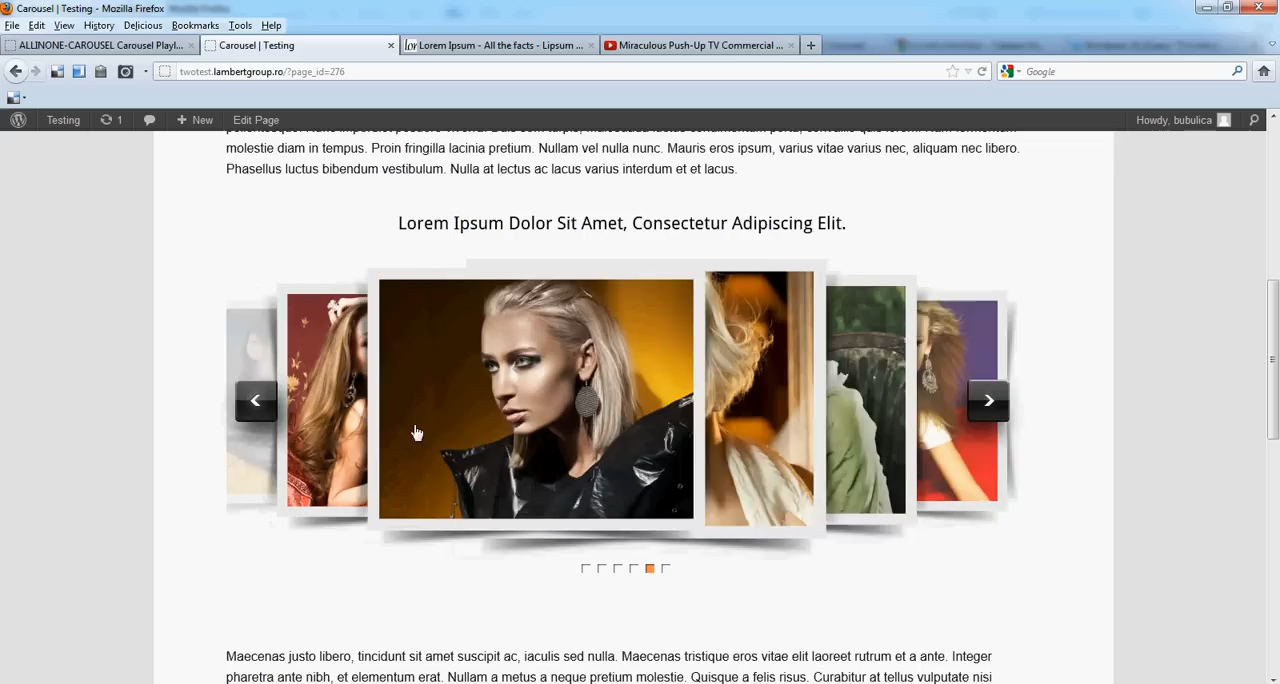 Carousel | Testing - Mozilla Firefox
File Edit View History Delicious Bookmarks Tools Help
ALLINONE-CAROUSEL Carousel Playl... × Carousel | Testing × Lorem Ipsum - All the facts - Lipsum ... × Miraculous Push-Up TV Commercial ... × +
twotest.lambertgroup.ro/?page_id=276 Google
Testing 1 + New Edit Page Howdy, bubulica
molestie diam in tempus. Proin fringilla lacinia pretium. Nullam vel nulla nunc. Mauris eros ipsum, varius vitae varius nec, aliquam nec libero.
Phasellus luctus bibendum vestibulum. Nulla at lectus ac lacus varius interdum et et lacus.
Lorem Ipsum Dolor Sit Amet, Consectetur Adipiscing Elit.
Maecenas justo libero, tincidunt sit amet suscipit ac, iaculis sed nulla. Maecenas tristique eros vitae elit laoreet rutrum et a ante. Integer
pharetra ante nibh, et elementum erat. Nullam a metus a neque pretium molestie. Quisque a felis risus. Curabitur at tellus vulputate nisi